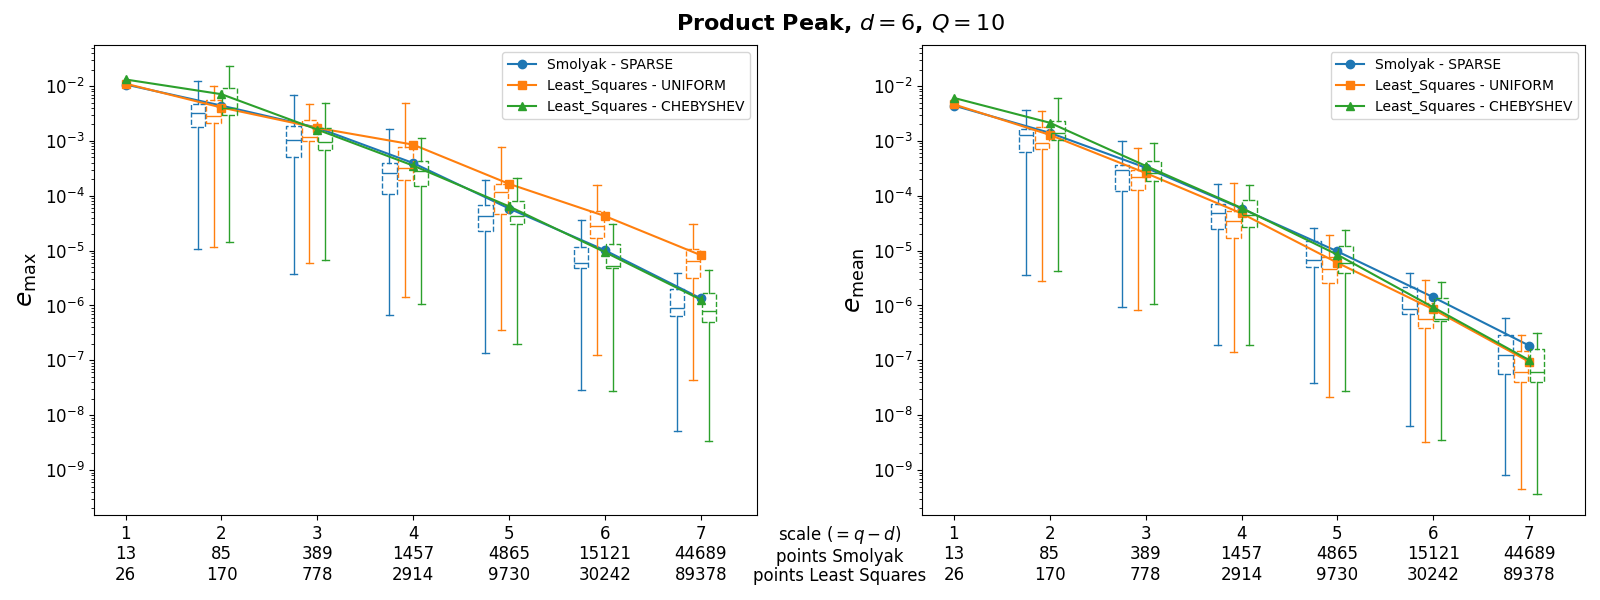 Product Peak, d = 6, Q = 10
Smolyak - SPARSE
Least_Squares - UNIFORM
Least_Squares - CHEBYSHEV
e_max
10⁻²
10⁻³
10⁻⁴
10⁻⁵
10⁻⁶
10⁻⁷
10⁻⁸
10⁻⁹
1 2 3 4 5 6 7
13 85 389 1457 4865 15121 44689
26 170 778 2914 9730 30242 89378
scale (= q − d)
points Smolyak
points Least Squares
Smolyak - SPARSE
Least_Squares - UNIFORM
Least_Squares - CHEBYSHEV
e_mean
10⁻²
10⁻³
10⁻⁴
10⁻⁵
10⁻⁶
10⁻⁷
10⁻⁸
10⁻⁹
1 2 3 4 5 6 7
13 85 389 1457 4865 15121 44689
26 170 778 2914 9730 30242 89378